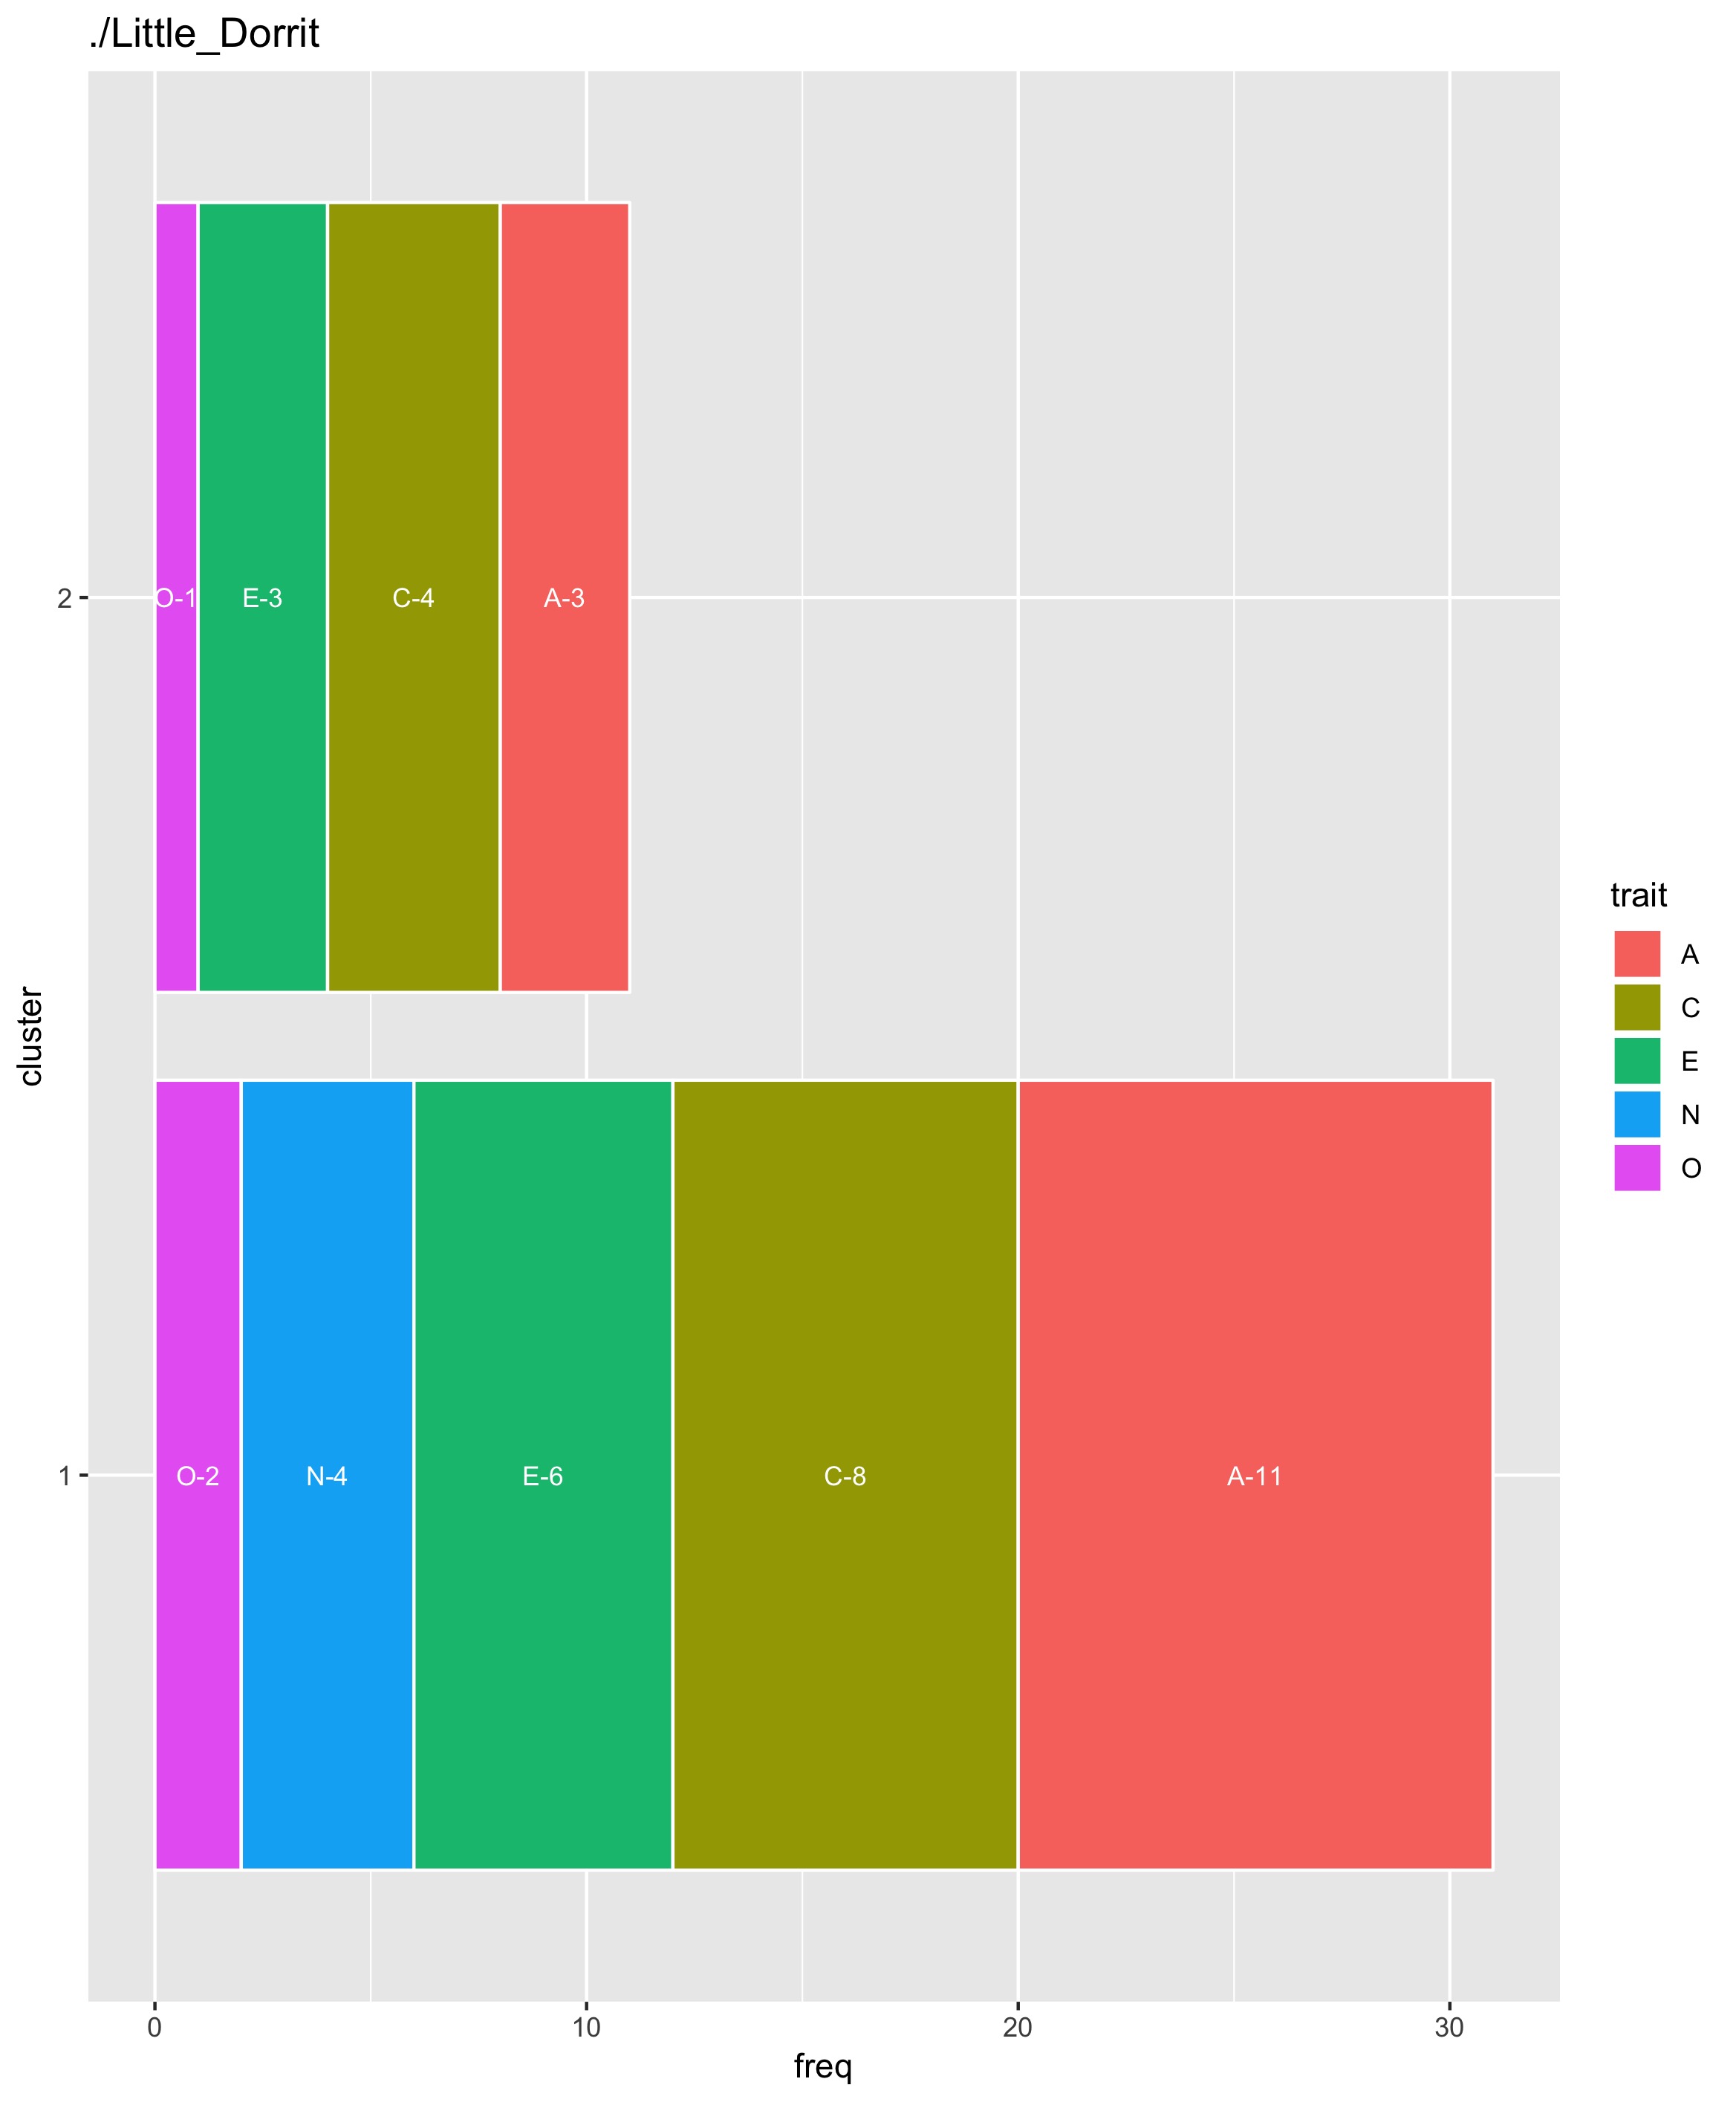 ./Little_Dorrit
2
O-1 E-3 C-4 A-3
cluster
1
O-2 N-4 E-6 C-8 A-11
0 10 20 30
freq
trait
A
C
E
N
O